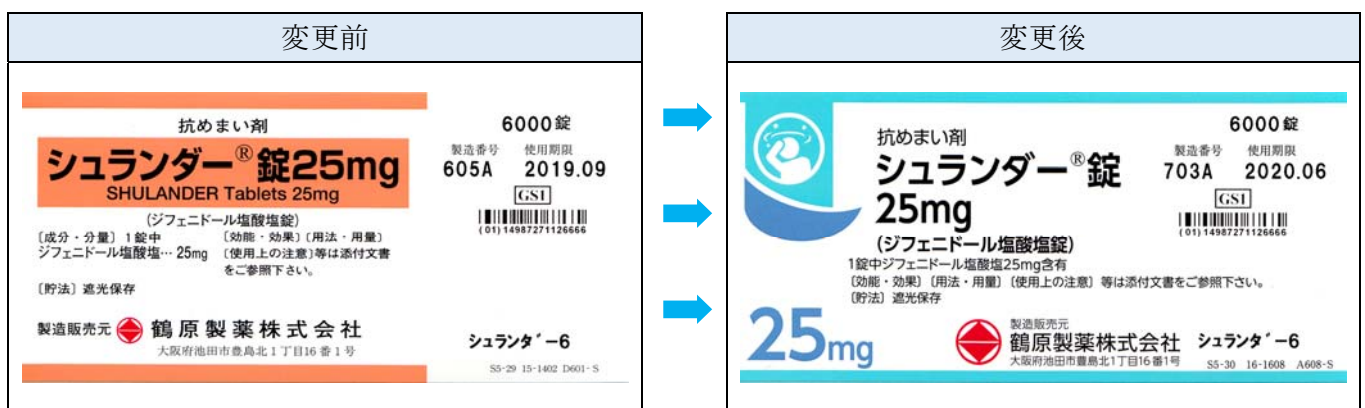 変更前
抗めまい剤
シュランダー®錠25mg
SHULANDER Tablets 25mg
(ジフェニドール塩酸塩錠)
〔成分・分量〕1錠中
ジフェニドール塩酸塩… 25mg
〔効能・効果〕〔用法・用量〕
〔使用上の注意〕等は添付文書
をご参照下さい。
〔貯法〕遮光保存
製造販売元 鶴原製薬株式会社
大阪府池田市豊島北1丁目16番1号
6000錠
製造番号 使用期限
605A 2019.09
GS1
(01)14987271126666
シュランダー6
S5-29 15-1402 D601-S
変更後
抗めまい剤
シュランダー®錠
25mg
(ジフェニドール塩酸塩錠)
1錠中ジフェニドール塩酸塩25mg含有
〔効能・効果〕〔用法・用量〕〔使用上の注意〕等は添付文書をご参照下さい。
〔貯法〕遮光保存
25mg
製造販売元
鶴原製薬株式会社
大阪府池田市豊島北1丁目16番1号
6000錠
製造番号 使用期限
703A 2020.06
GS1
(01)14987271126666
シュランダー6
S5-30 16-1608 A608-S